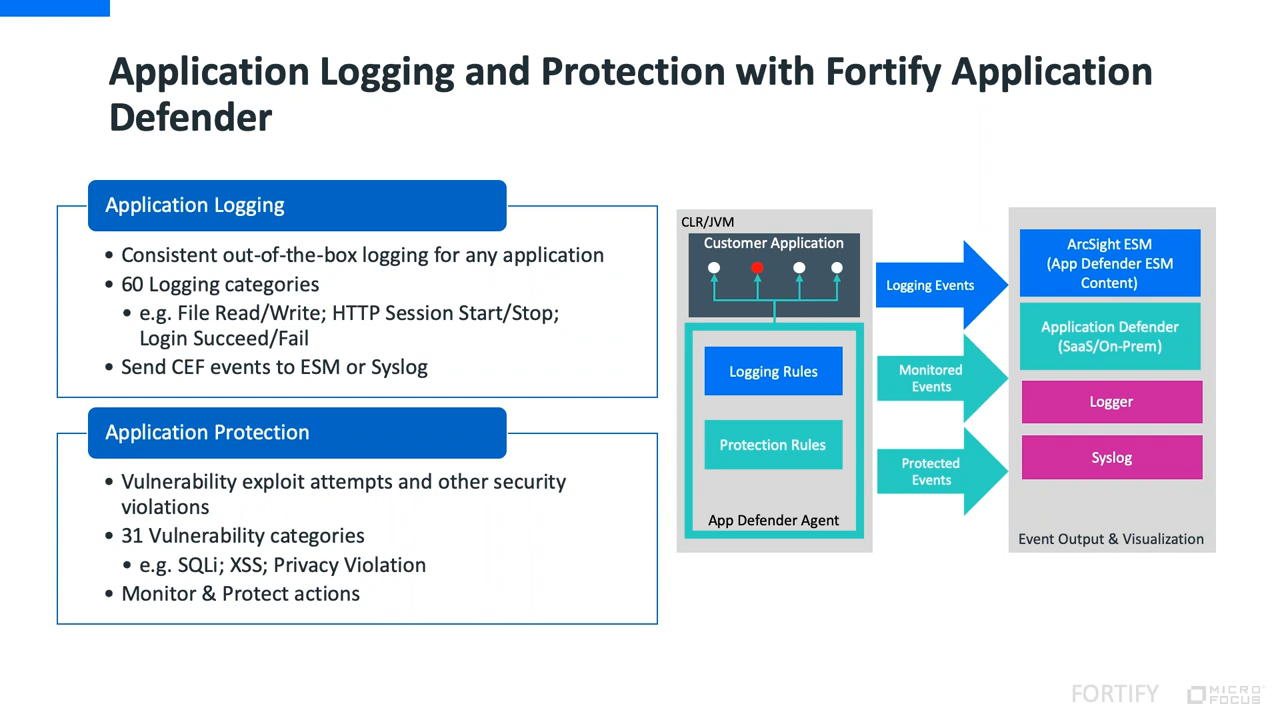 Application Logging and Protection with Fortify Application
Defender
Application Logging
• Consistent out-of-the-box logging for any application
• 60 Logging categories
• e.g. File Read/Write; HTTP Session Start/Stop;
Login Succeed/Fail
• Send CEF events to ESM or Syslog
Application Protection
• Vulnerability exploit attempts and other security
violations
• 31 Vulnerability categories
• e.g. SQLi; XSS; Privacy Violation
• Monitor & Protect actions
CLR/JVM
Customer Application
Logging Rules
Protection Rules
App Defender Agent
Logging Events
Monitored
Events
Protected
Events
ArcSight ESM
(App Defender ESM
Content)
Application Defender
(SaaS/On-Prem)
Logger
Syslog
Event Output & Visualization
FORTIFY
MICRO
FOCUS